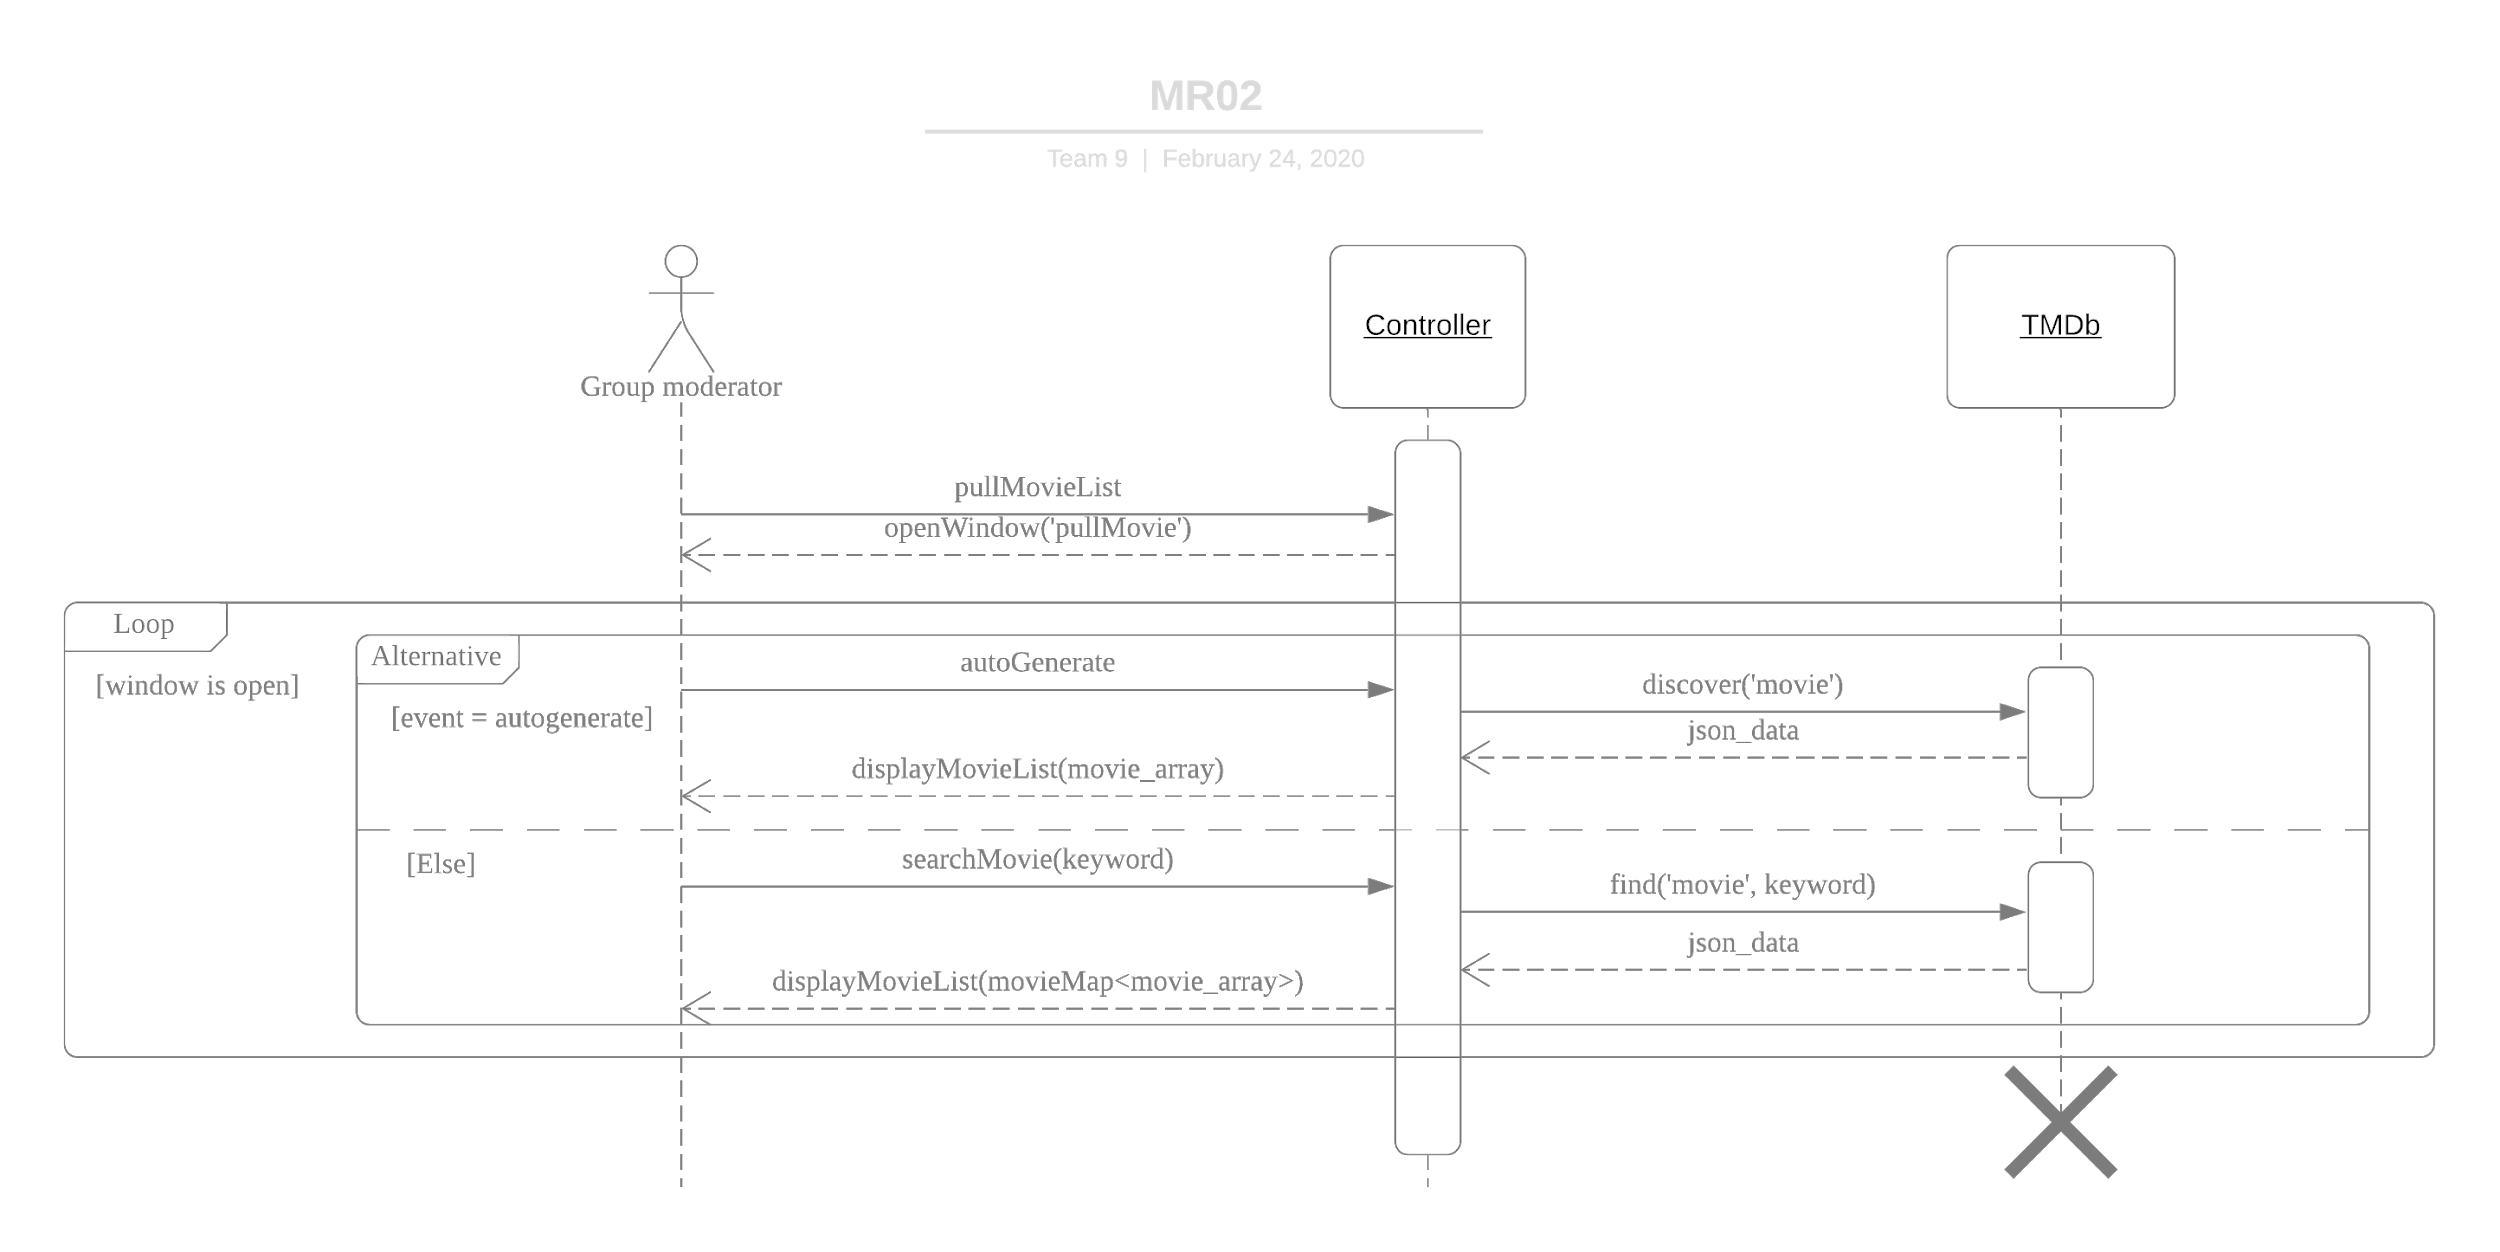 MR02
Team 9 | February 24, 2020
Group moderator
Controller
TMDb
pullMovieList
openWindow('pullMovie')
Loop
[window is open]
Alternative
[event = autogenerate]
autoGenerate
discover('movie')
json_data
displayMovieList(movie_array)
[Else]
searchMovie(keyword)
find('movie', keyword)
json_data
displayMovieList(movieMap<movie_array>)